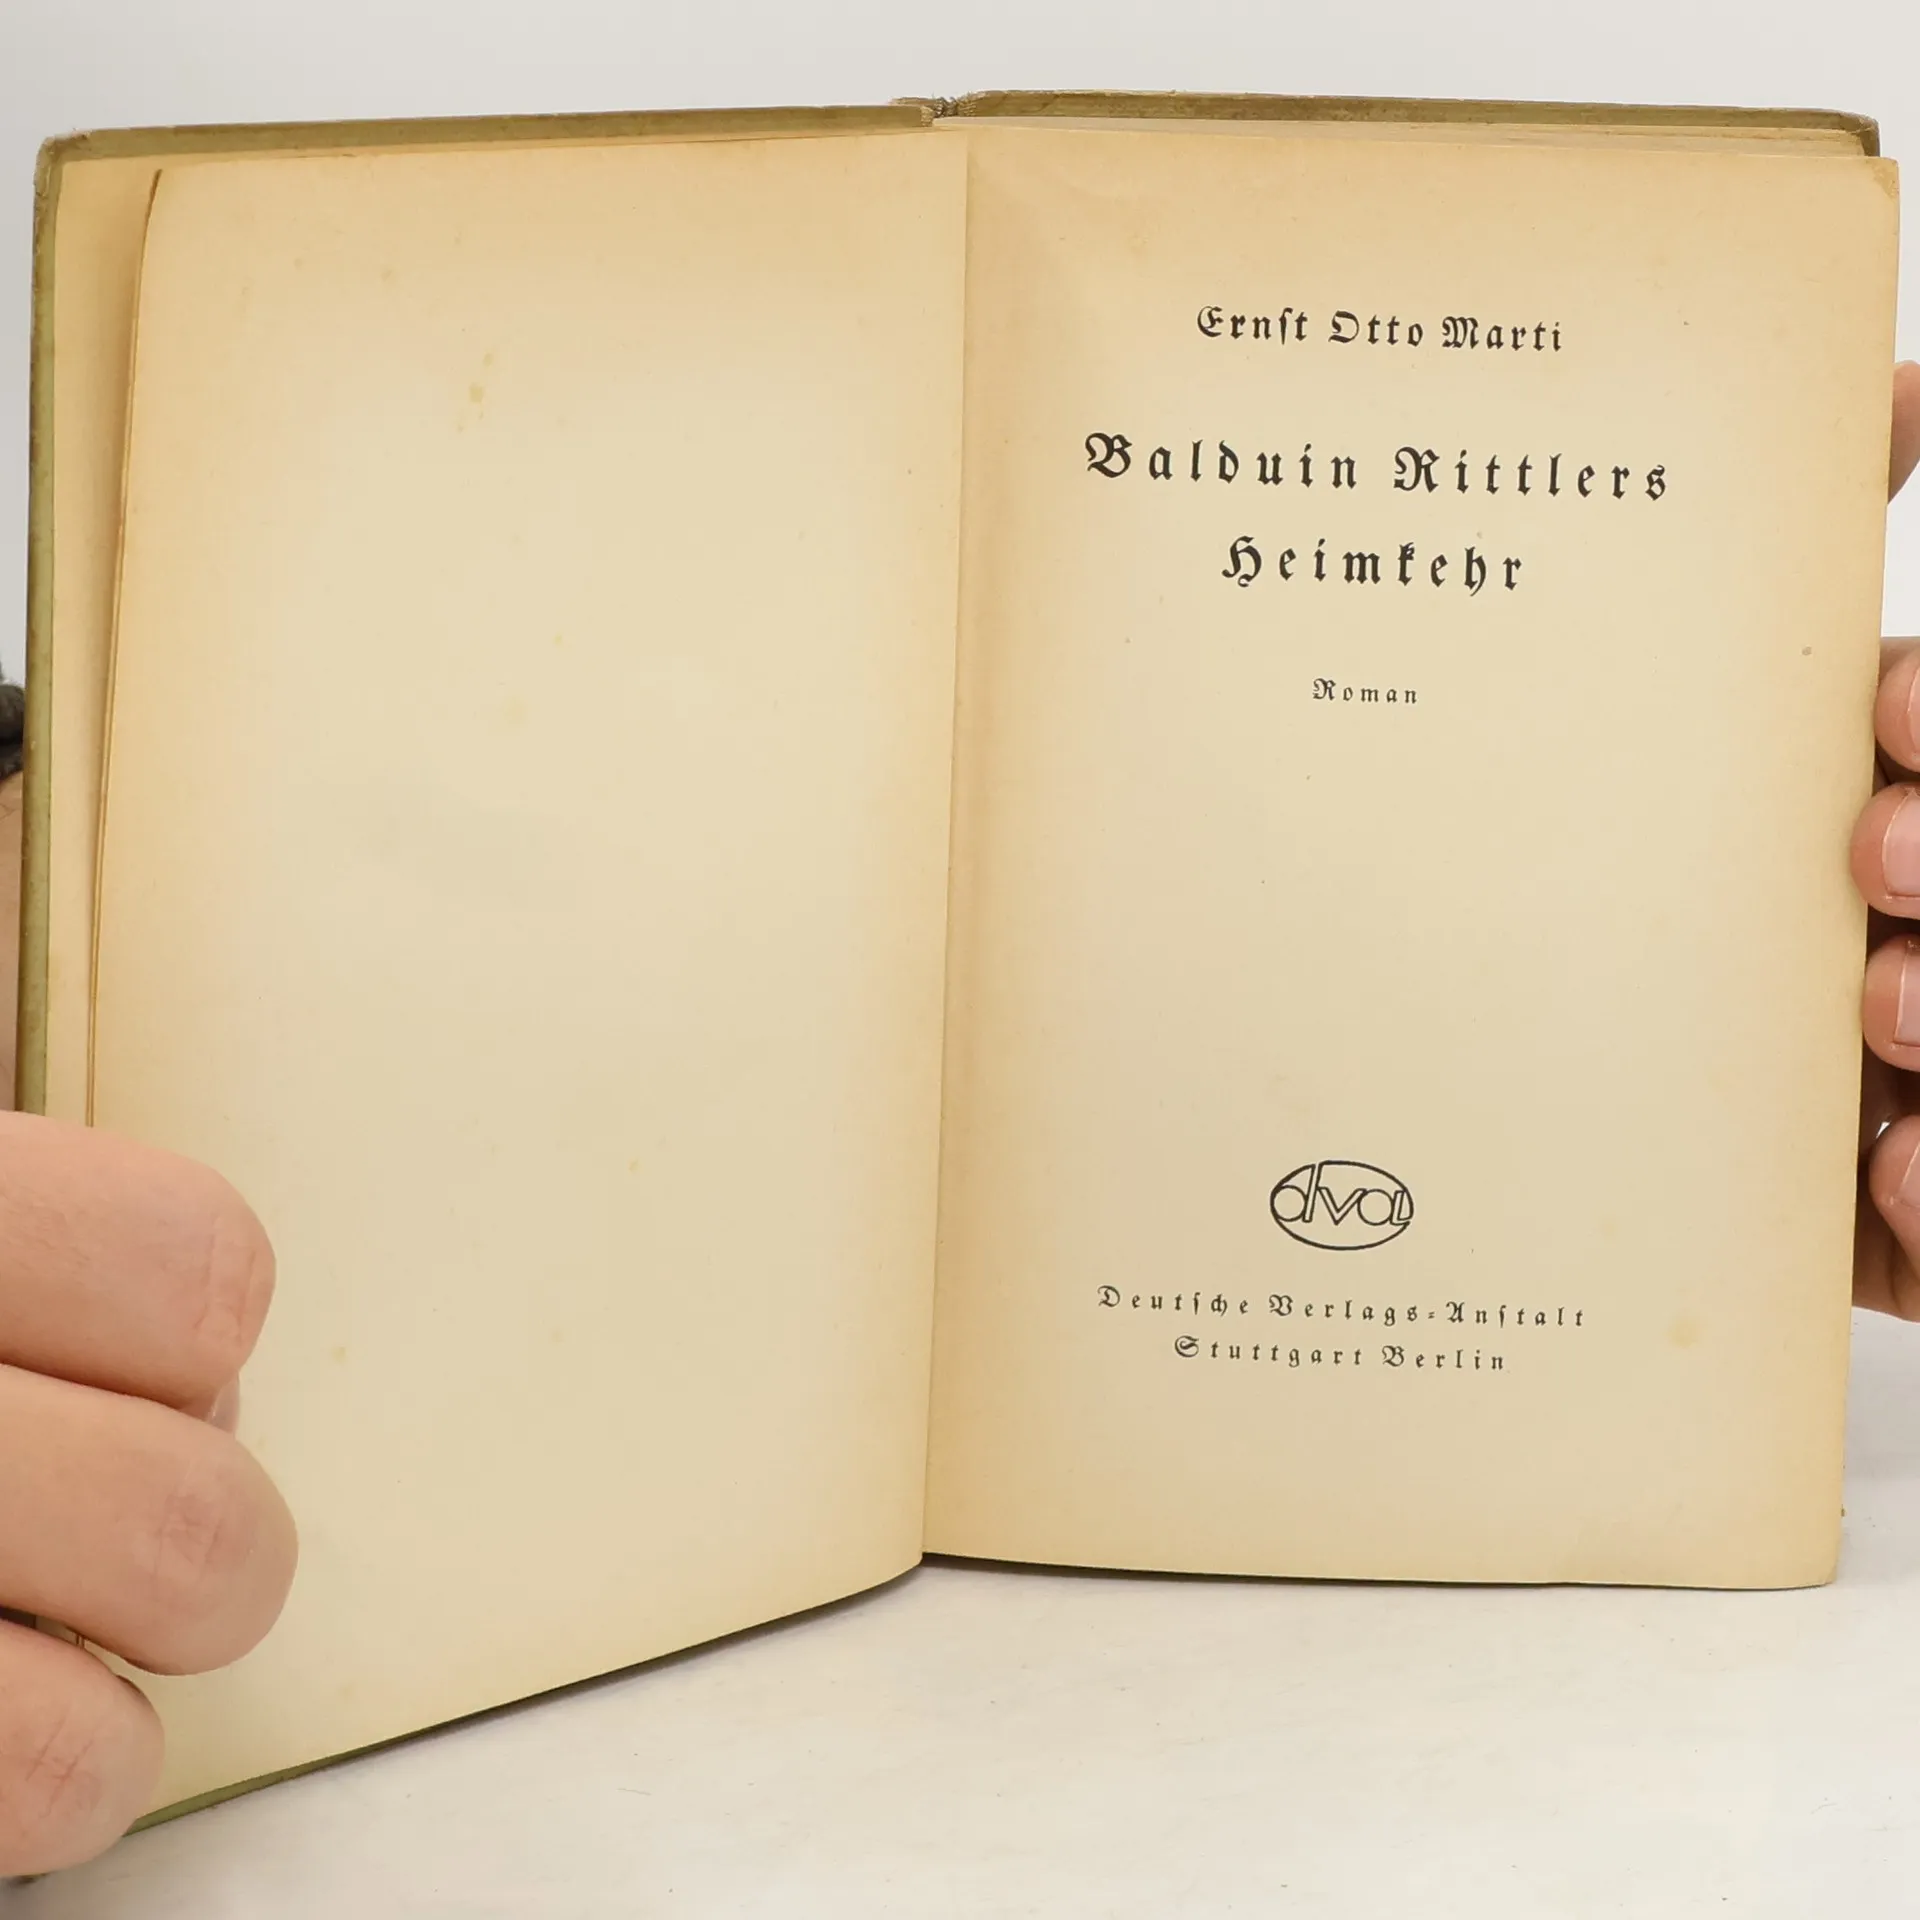 Ernſt Otto Marti
Balduin Rittlers
Heimkehr
Roman
dva
Deutſche Verlags-Anſtalt
Stuttgart Berlin